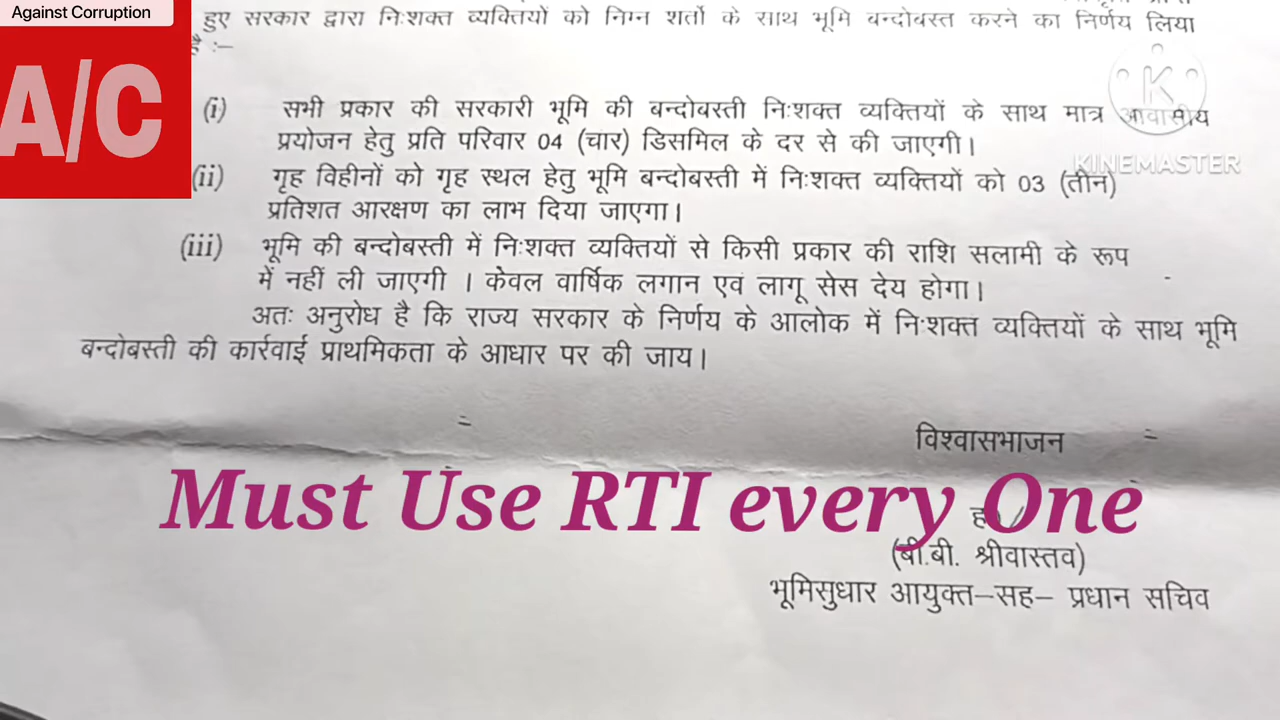 Against Corruption
A/C
हुए सरकार द्वारा निःशक्त व्यक्तियों को निम्न शर्तो के साथ भूमि बन्दोबस्त करने का निर्णय लिया
है :–
(i) सभी प्रकार की सरकारी भूमि की बन्दोबस्ती निःशक्त व्यक्तियों के साथ मात्र आवासीय
प्रयोजन हेतु प्रति परिवार 04 (चार) डिसमिल के दर से की जाएगी।
KINEMASTER
(ii) गृह विहीनों को गृह स्थल हेतु भूमि बन्दोबस्ती में निःशक्त व्यक्तियों को 03 (तीन)
प्रतिशत आरक्षण का लाभ दिया जाएगा।
(iii) भूमि की बन्दोबस्ती में निःशक्त व्यक्तियों से किसी प्रकार की राशि सलामी के रूप
में नहीं ली जाएगी । केवल वार्षिक लगान एवं लागू सेस देय होगा।
अतः अनुरोध है कि राज्य सरकार के निर्णय के आलोक में निःशक्त व्यक्तियों के साथ भूमि
बन्दोबस्ती की कार्रवाई प्राथमिकता के आधार पर की जाय।
विश्वासभाजन
Must Use RTI every One
(बी.बी. श्रीवास्तव)
भूमिसुधार आयुक्त–सह– प्रधान सचिव